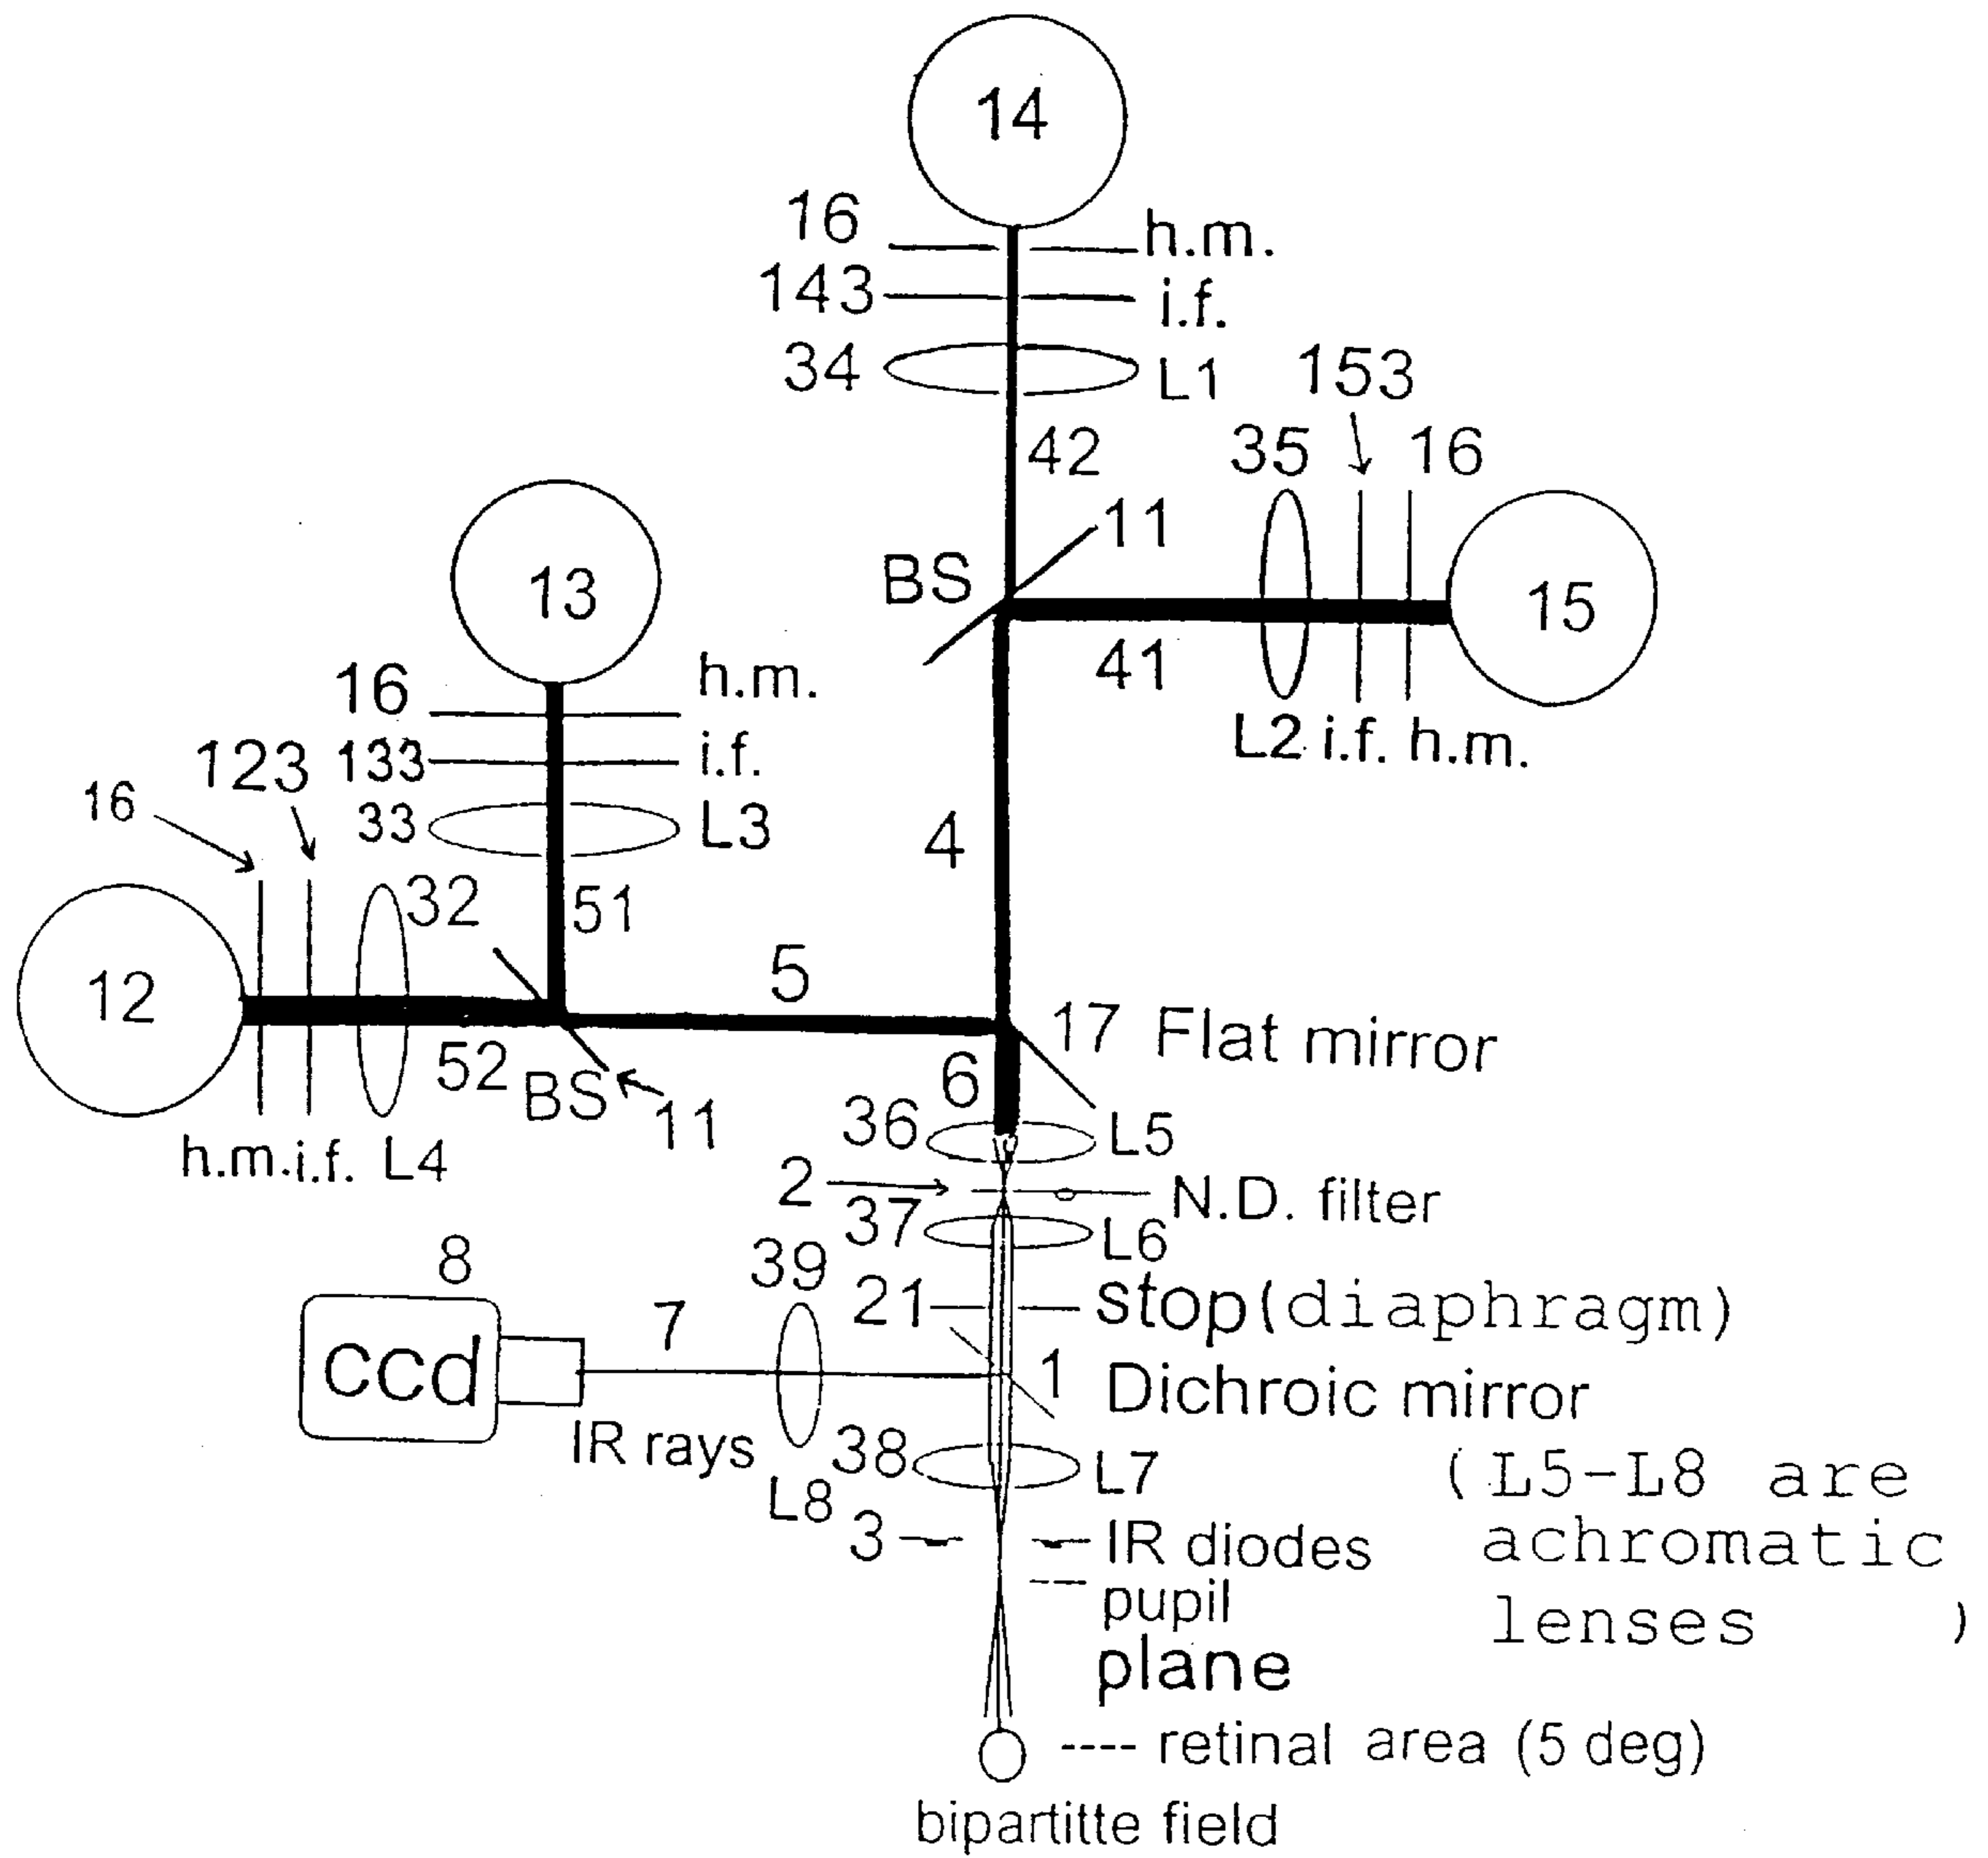 14
16 h.m.
143 i.f.
34 L1
153
42 35 16
11
BS
13 15
41
16 h.m.
L2 i.f. h.m.
123 133 i.f.
16 33 L3
4
32 51
5
12
17 Flat mirror
52 6
BS 11
36 L5
h.m. i.f. L4
2 N.D. filter
37 L6
8 39
21 stop(diaphragm)
7
ccd 1 Dichroic mirror
IR rays 38 L7 (L5-L8 are
L8
3 IR diodes achromatic
pupil
lenses )
plane
---- retinal area (5 deg)
bipartitte field